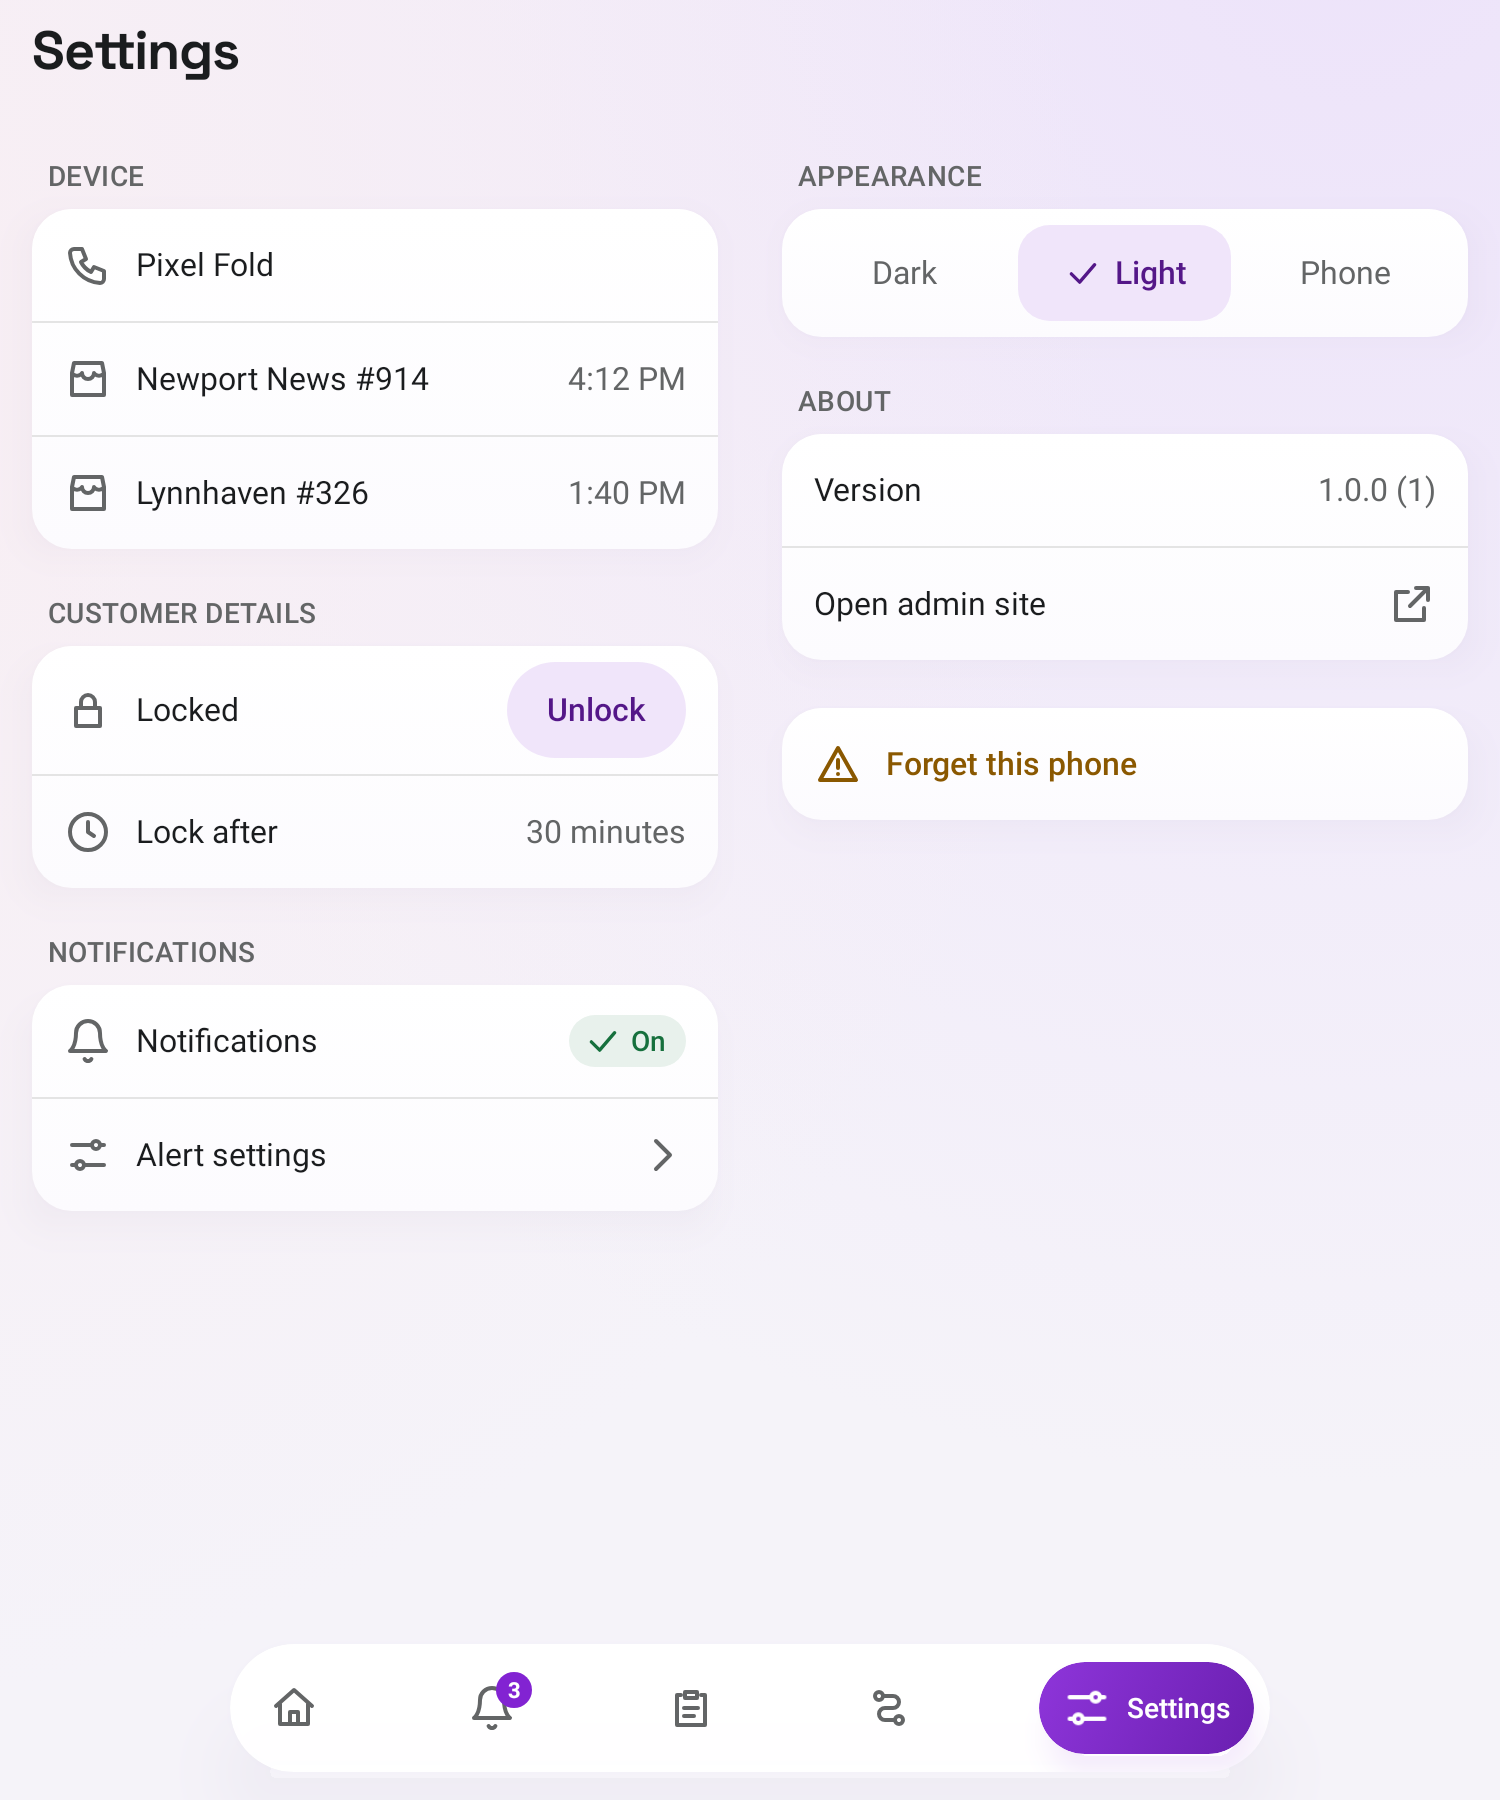 Settings
DEVICE
Pixel Fold
Newport News #914 4:12 PM
Lynnhaven #326 1:40 PM
CUSTOMER DETAILS
Locked Unlock
Lock after 30 minutes
NOTIFICATIONS
Notifications On
Alert settings
APPEARANCE
Dark Light Phone
ABOUT
Version 1.0.0 (1)
Open admin site
Forget this phone
3
Settings